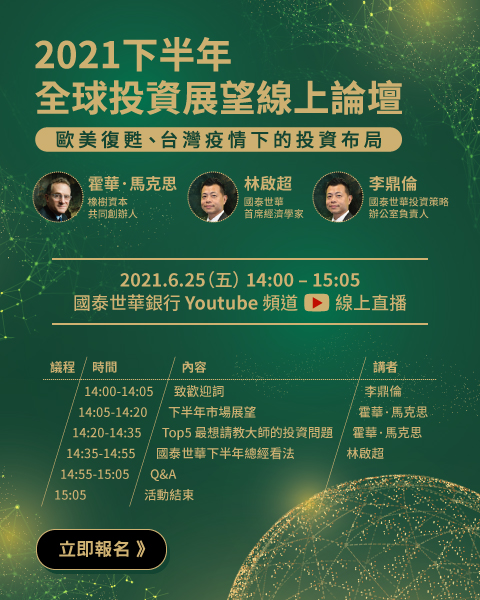 2021下半年
全球投資展望線上論壇
歐美復甦、台灣疫情下的投資布局
霍華·馬克思
橡樹資本
共同創辦人
林啟超
國泰世華
首席經濟學家
李鼎倫
國泰世華投資策略
辦公室負責人
2021.6.25(五) 14:00 – 15:05
國泰世華銀行 Youtube 頻道 線上直播
議程 時間 內容 講者
14:00-14:05 致歡迎詞 李鼎倫
14:05-14:20 下半年市場展望 霍華·馬克思
14:20-14:35 Top5 最想請教大師的投資問題 霍華·馬克思
14:35-14:55 國泰世華下半年總經看法 林啟超
14:55-15:05 Q&A
15:05 活動結束
立即報名 》